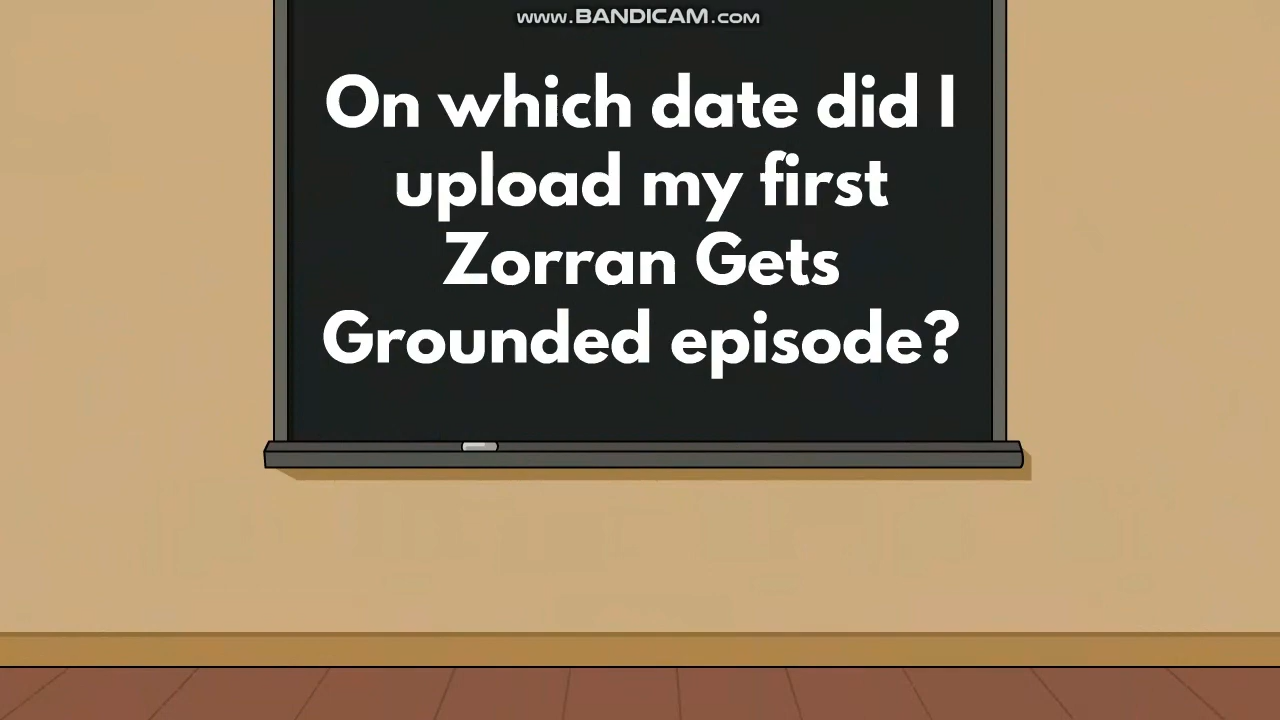 www.BANDICAM.com
On which date did I
upload my first
Zorran Gets
Grounded episode?